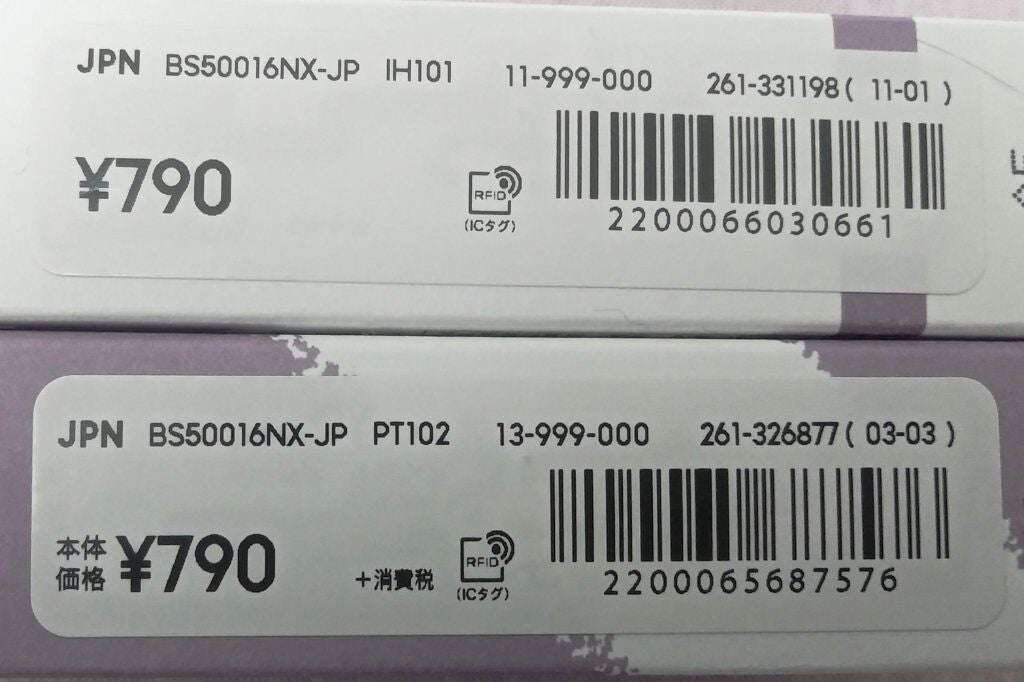 JPN BS50016NX-JP IH101 11-999-000 261-331198 ( 11-01 )
¥790
RFID
(ICタグ)
2200066030661
JPN BS50016NX-JP PT102 13-999-000 261-326877 ( 03-03 )
本体
価格 ¥790 +消費税
RFID
(ICタグ)
2200065687576